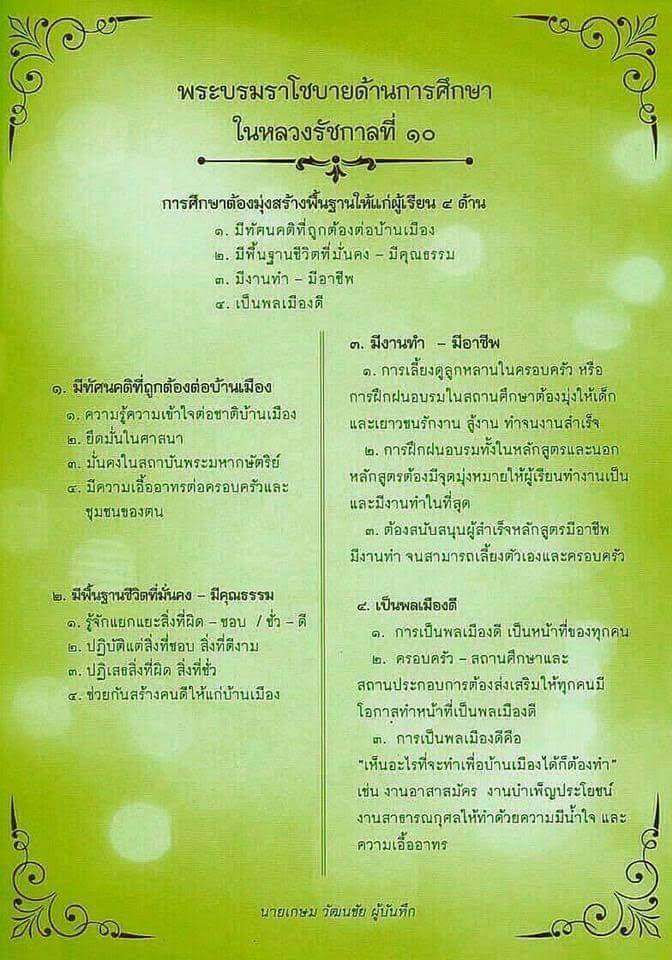 พระบรมราโชบายด้านการศึกษา
ในหลวงรัชกาลที่ ๑๐
การศึกษาต้องมุ่งสร้างพื้นฐานให้แก่ผู้เรียน ๔ ด้าน
๑. มีทัศนคติที่ถูกต้องต่อบ้านเมือง
๒. มีพื้นฐานชีวิตที่มั่นคง – มีคุณธรรม
๓. มีงานทำ – มีอาชีพ
๔. เป็นพลเมืองดี
๑. มีทัศนคติที่ถูกต้องต่อบ้านเมือง
๑. ความรู้ความเข้าใจต่อชาติบ้านเมือง
๒. ยึดมั่นในศาสนา
๓. มั่นคงในสถาบันพระมหากษัตริย์
๔. มีความเอื้ออาทรต่อครอบครัวและ
ชุมชนของตน
๒. มีพื้นฐานชีวิตที่มั่นคง – มีคุณธรรม
๑. รู้จักแยกแยะสิ่งที่ผิด – ชอบ / ชั่ว – ดี
๒. ปฏิบัติแต่สิ่งที่ชอบ สิ่งที่ดีงาม
๓. ปฏิเสธสิ่งที่ผิด สิ่งที่ชั่ว
๔. ช่วยกันสร้างคนดีให้แก่บ้านเมือง
๓. มีงานทำ – มีอาชีพ
๑. การเลี้ยงดูลูกหลานในครอบครัว หรือ
การฝึกฝนอบรมในสถานศึกษาต้องมุ่งให้เด็ก
และเยาวชนรักงาน สู้งาน ทำจนงานสำเร็จ
๒. การฝึกฝนอบรมทั้งในหลักสูตรและนอก
หลักสูตรต้องมีจุดมุ่งหมายให้ผู้เรียนทำงานเป็น
และมีงานทำในที่สุด
๓. ต้องสนับสนุนผู้สำเร็จหลักสูตรมีอาชีพ
มีงานทำ จนสามารถเลี้ยงตัวเองและครอบครัว
๔. เป็นพลเมืองดี
๑. การเป็นพลเมืองดี เป็นหน้าที่ของทุกคน
๒. ครอบครัว – สถานศึกษาและ
สถานประกอบการต้องส่งเสริมให้ทุกคนมี
โอกาสทำหน้าที่เป็นพลเมืองดี
๓. การเป็นพลเมืองดีคือ
"เห็นอะไรที่จะทำเพื่อบ้านเมืองได้ก็ต้องทำ"
เช่น งานอาสาสมัคร งานบำเพ็ญประโยชน์
งานสาธารณกุศลให้ทำด้วยความมีน้ำใจ และ
ความเอื้ออาทร
นายเกษม วัฒนชัย ผู้บันทึก